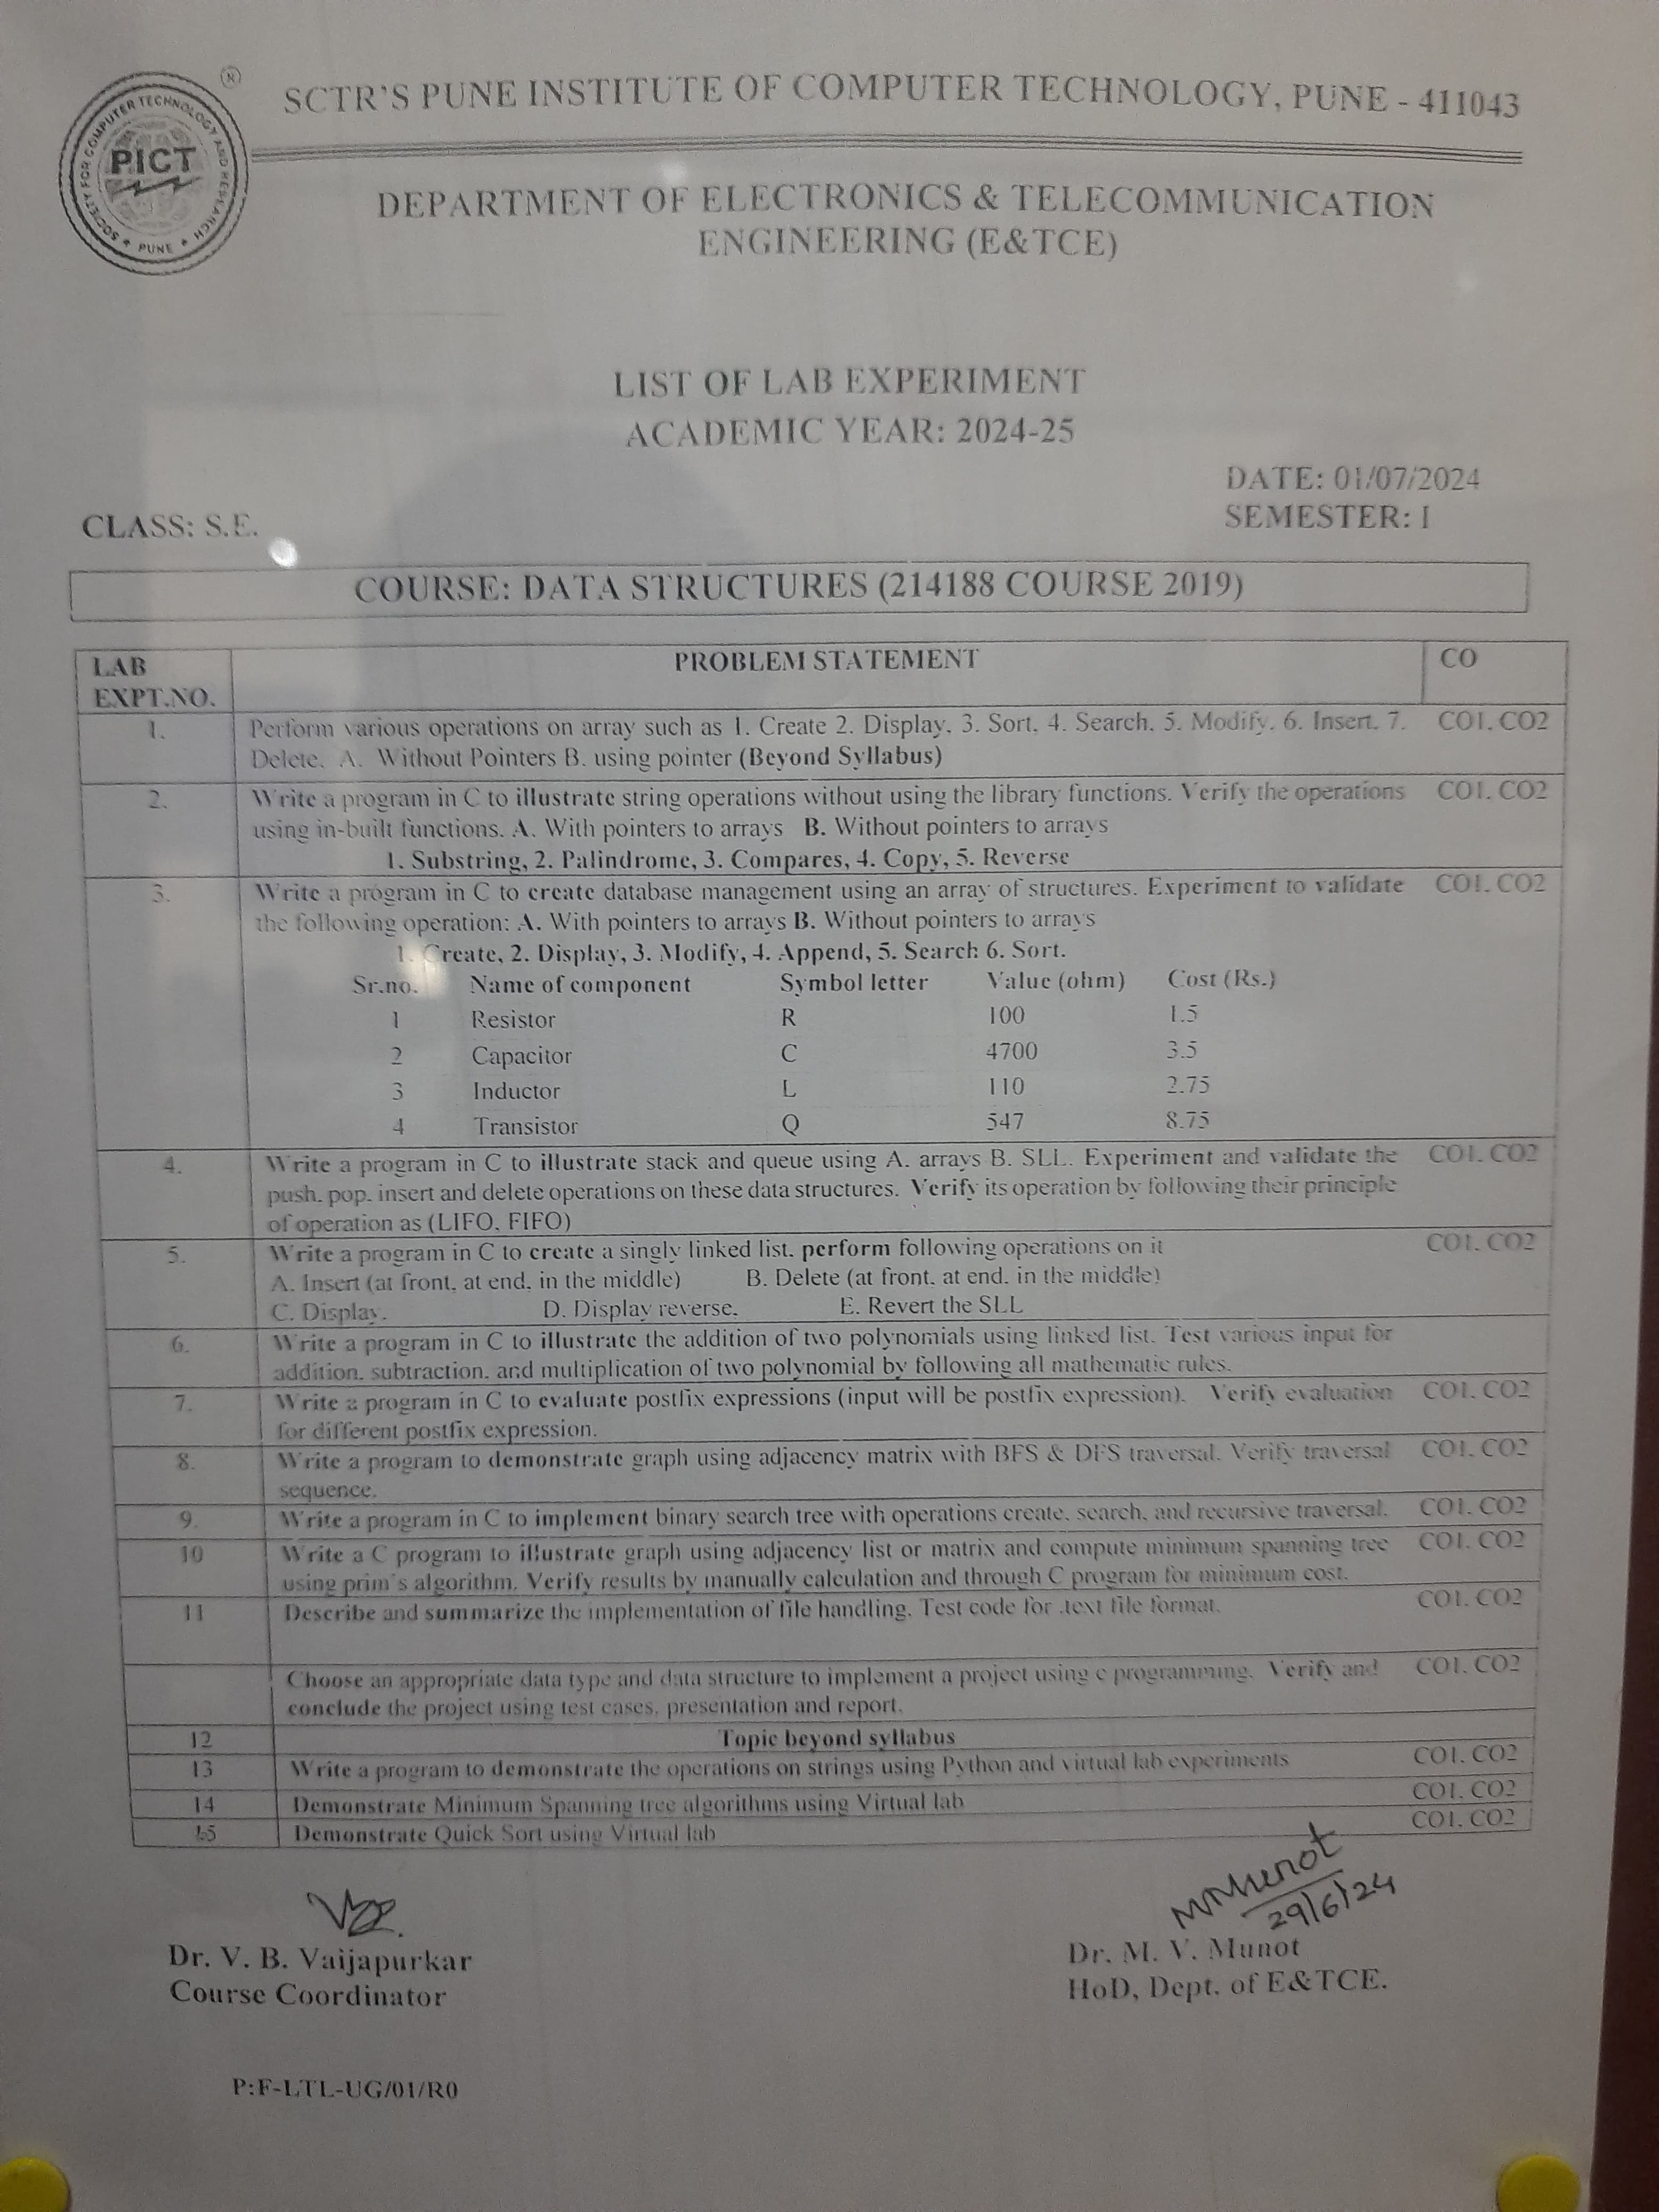 ®
SOCIETY FOR COMPUTER TECHNOLOGY AND RESEARCH
PICT
★ PUNE ★
SCTR'S PUNE INSTITUTE OF COMPUTER TECHNOLOGY, PUNE - 411043
DEPARTMENT OF ELECTRONICS & TELECOMMUNICATION
ENGINEERING (E&TCE)
LIST OF LAB EXPERIMENT
ACADEMIC YEAR: 2024-25
DATE: 01/07/2024
CLASS: S.E.
SEMESTER: I
COURSE: DATA STRUCTURES (214188 COURSE 2019)
LAB EXPT.NO. PROBLEM STATEMENT CO
1. Perform various operations on array such as 1. Create 2. Display, 3. Sort, 4. Search, 5. Modify, 6. Insert, 7. CO1, CO2
Delete, A. Without Pointers B. using pointer (Beyond Syllabus)
2. Write a program in C to illustrate string operations without using the library functions. Verify the operations CO1, CO2
using in-built functions. A. With pointers to arrays B. Without pointers to arrays
1. Substring, 2. Palindrome, 3. Compares, 4. Copy, 5. Reverse
3. Write a program in C to create database management using an array of structures. Experiment to validate CO1, CO2
the following operation: A. With pointers to arrays B. Without pointers to arrays
1. Create, 2. Display, 3. Modify, 4. Append, 5. Search 6. Sort.
Sr.no. Name of component Symbol letter Value (ohm) Cost (Rs.)
1 Resistor R 100 1.5
2 Capacitor C 4700 3.5
3 Inductor L 110 2.75
4 Transistor Q 547 8.75
4. Write a program in C to illustrate stack and queue using A. arrays B. SLL. Experiment and validate the CO1, CO2
push, pop, insert and delete operations on these data structures. Verify its operation by following their principle
of operation as (LIFO, FIFO)
5. Write a program in C to create a singly linked list, perform following operations on it CO1, CO2
A. Insert (at front, at end, in the middle) B. Delete (at front, at end, in the middle)
C. Display. D. Display reverse. E. Revert the SLL
6. Write a program in C to illustrate the addition of two polynomials using linked list. Test various input for
addition, subtraction, and multiplication of two polynomial by following all mathematic rules.
7. Write a program in C to evaluate postfix expressions (input will be postfix expression). Verify evaluation CO1, CO2
for different postfix expression.
8. Write a program to demonstrate graph using adjacency matrix with BFS & DFS traversal. Verify traversal CO1, CO2
sequence.
9. Write a program in C to implement binary search tree with operations create, search, and recursive traversal. CO1, CO2
10 Write a C program to illustrate graph using adjacency list or matrix and compute minimum spanning tree CO1, CO2
using prim's algorithm. Verify results by manually calculation and through C program for minimum cost.
11 Describe and summarize the implementation of file handling. Test code for .text file format. CO1, CO2
Choose an appropriate data type and data structure to implement a project using c programming. Verify and CO1, CO2
conclude the project using test cases, presentation and report.
12 Topic beyond syllabus
13 Write a program to demonstrate the operations on strings using Python and virtual lab experiments CO1, CO2
14 Demonstrate Minimum Spanning tree algorithms using Virtual lab CO1, CO2
15 Demonstrate Quick Sort using Virtual lab CO1, CO2
MMunot
29/6/24
Dr. V. B. Vaijapurkar
Course Coordinator
Dr. M. V. Munot
HoD, Dept. of E&TCE.
P:F-LTL-UG/01/R0